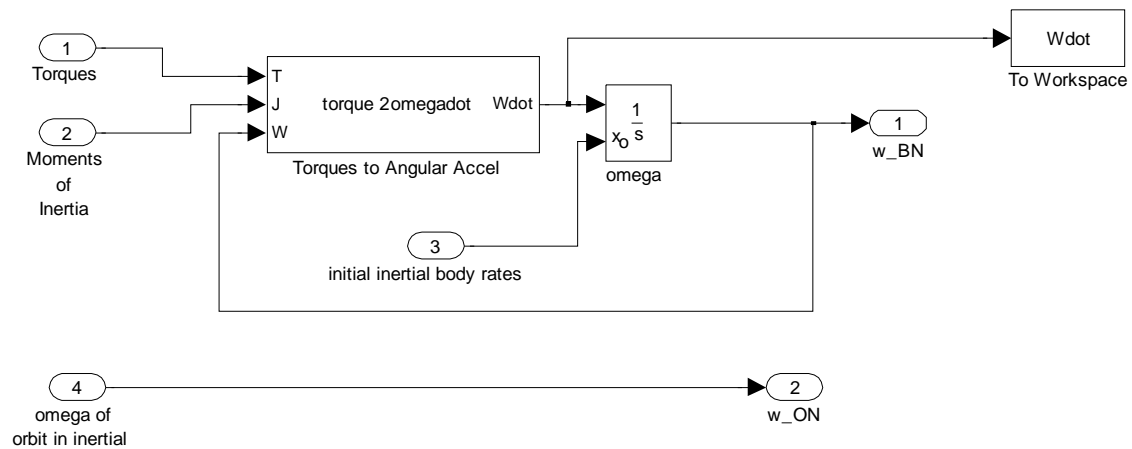 1
Torques
2
Moments
of
Inertia
T
J
W
torque 2omegadot
Wdot
Torques to Angular Accel
1
s
xo
omega
Wdot
To Workspace
1
w_BN
3
initial inertial body rates
4
omega of
orbit in inertial
2
w_ON